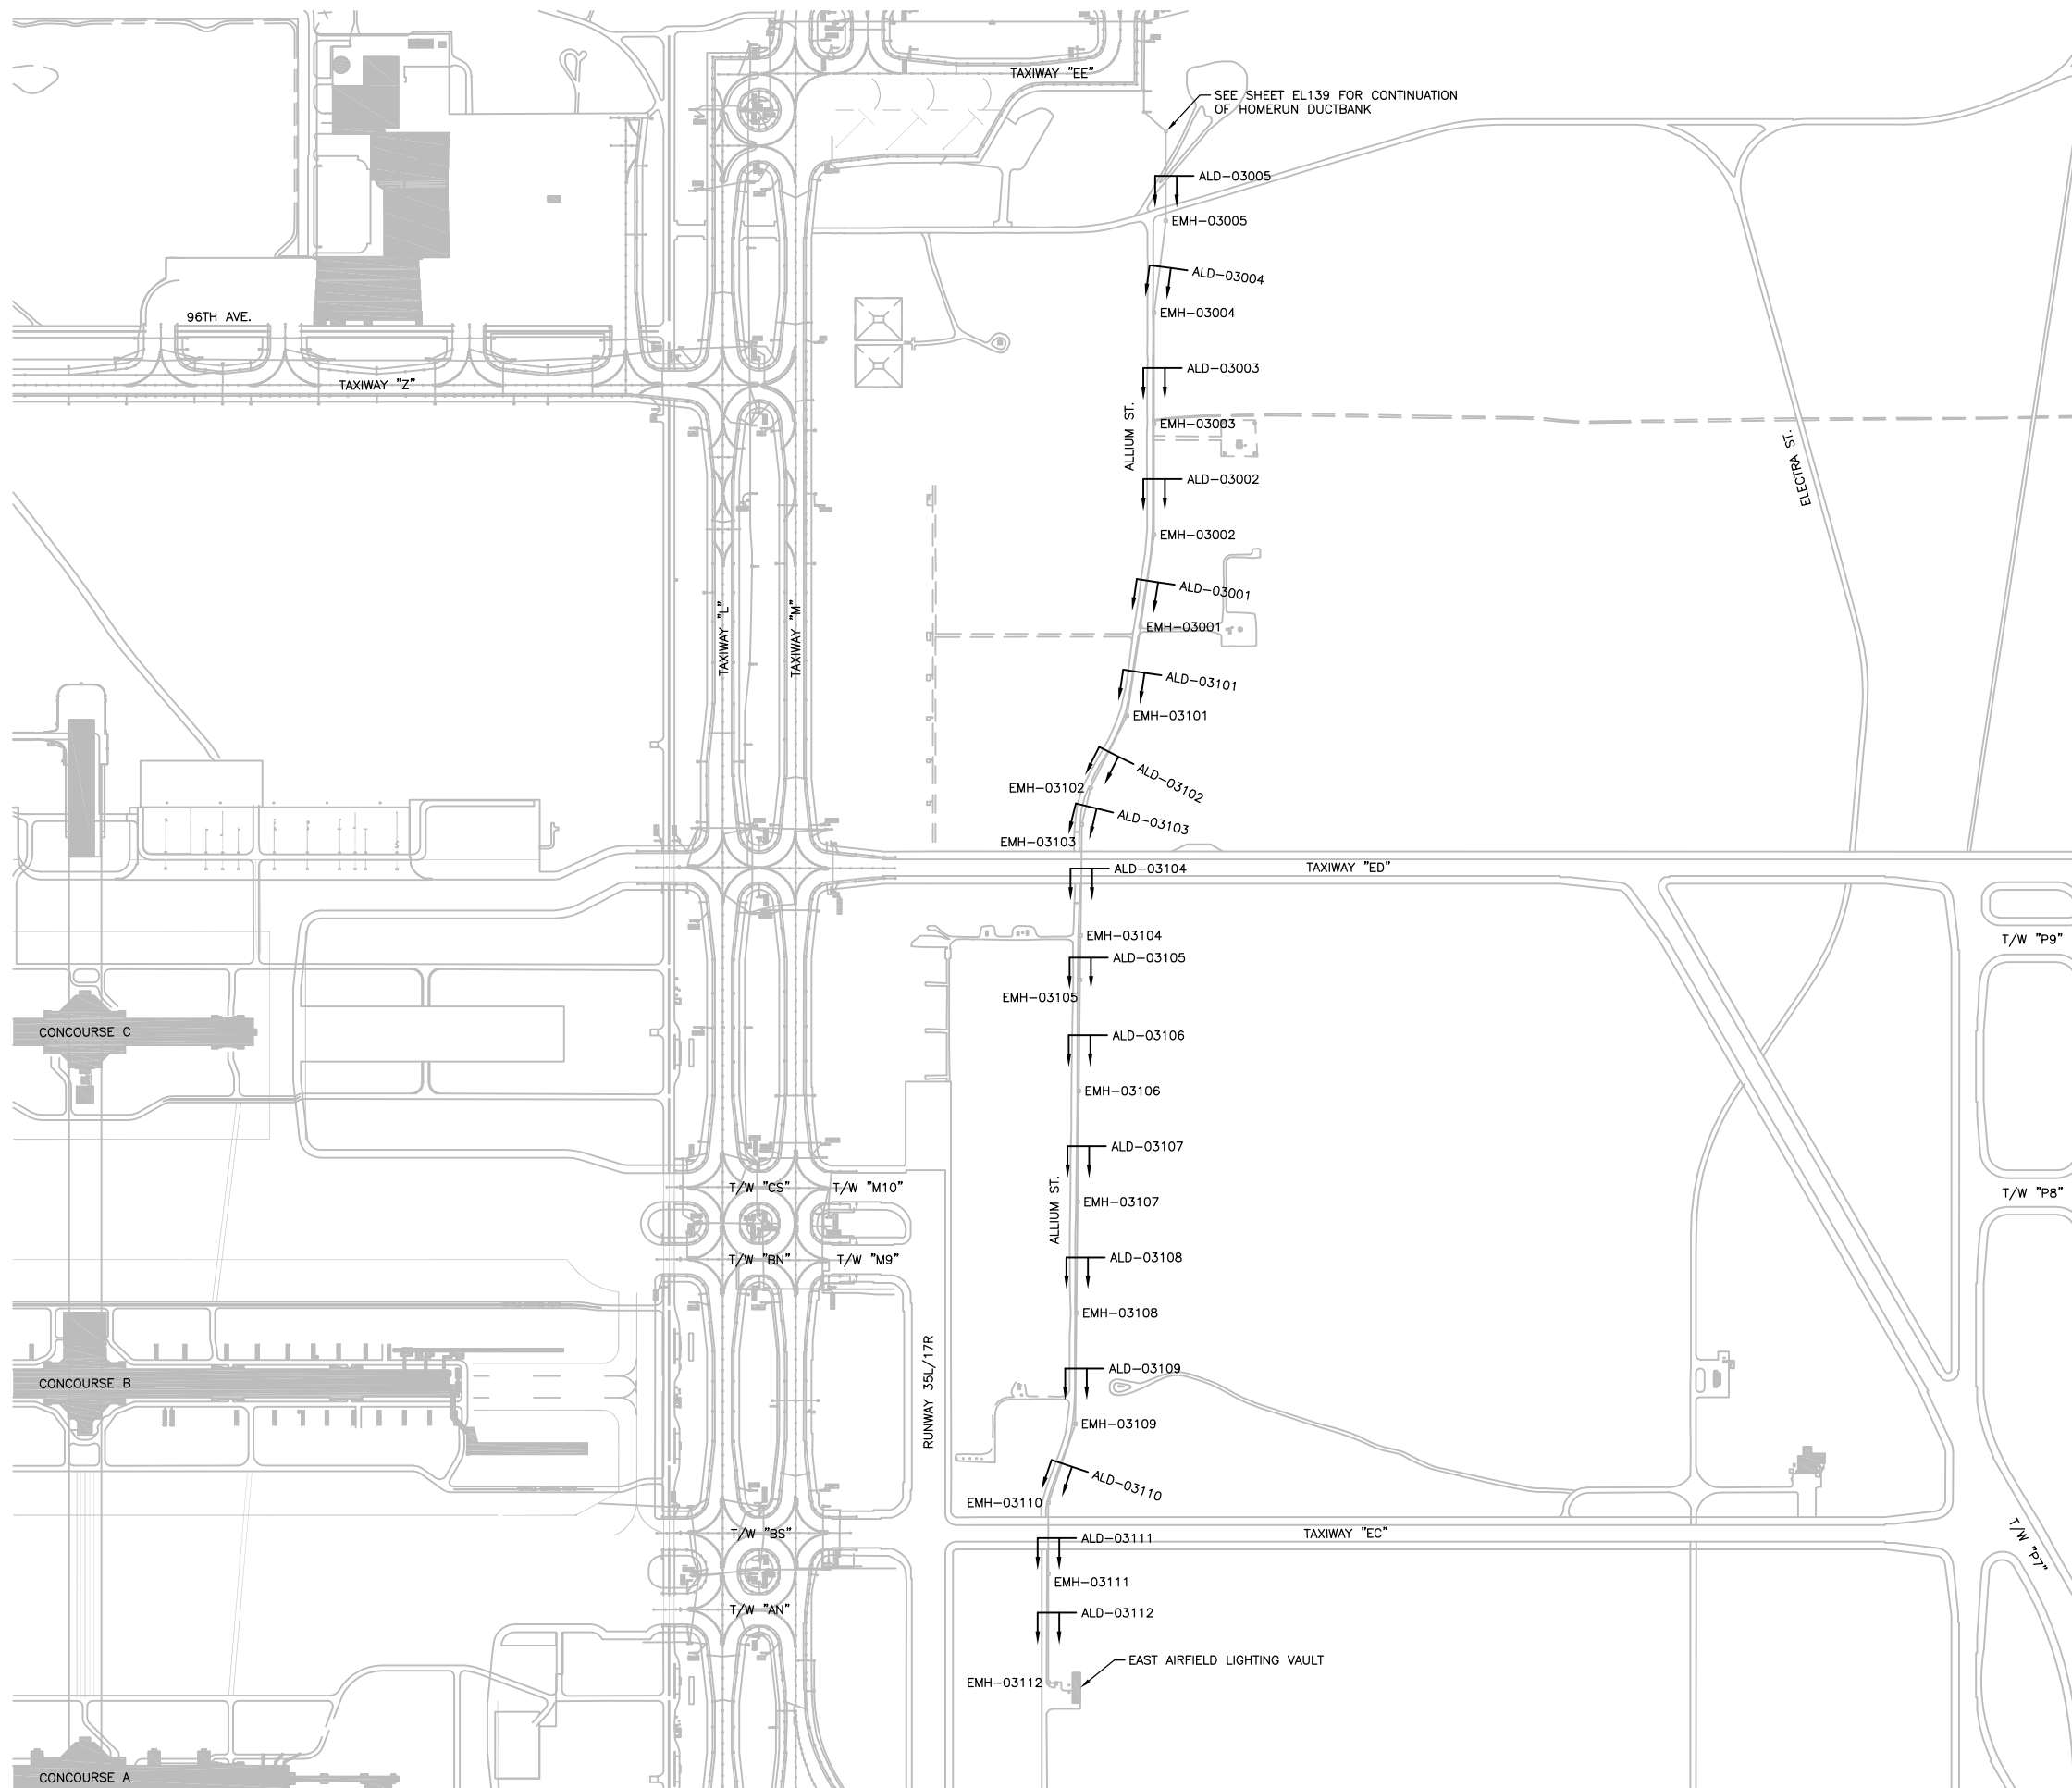 TAXIWAY "EE"
SEE SHEET EL139 FOR CONTINUATION
OF HOMERUN DUCTBANK
ALD-03005
EMH-03005
ALD-03004
EMH-03004
96TH AVE.
ALD-03003
TAXIWAY "Z"
EMH-03003
ALLIUM ST.
ELECTRA ST.
ALD-03002
EMH-03002
ALD-03001
EMH-03001
TAXIWAY "L"
TAXIWAY "M"
ALD-03101
EMH-03101
ALD-03102
EMH-03102
ALD-03103
EMH-03103
ALD-03104
TAXIWAY "ED"
EMH-03104
T/W "P9"
ALD-03105
EMH-03105
CONCOURSE C
ALD-03106
EMH-03106
ALD-03107
T/W "CS"
T/W "M10"
T/W "P8"
EMH-03107
ALLIUM ST.
ALD-03108
T/W "BN"
T/W "M9"
EMH-03108
ALD-03109
CONCOURSE B
RUNWAY 35L/17R
EMH-03109
ALD-03110
EMH-03110
T/W "BS"
TAXIWAY "EC"
ALD-03111
T/W "P7"
EMH-03111
T/W "AN"
ALD-03112
EAST AIRFIELD LIGHTING VAULT
EMH-03112
CONCOURSE A